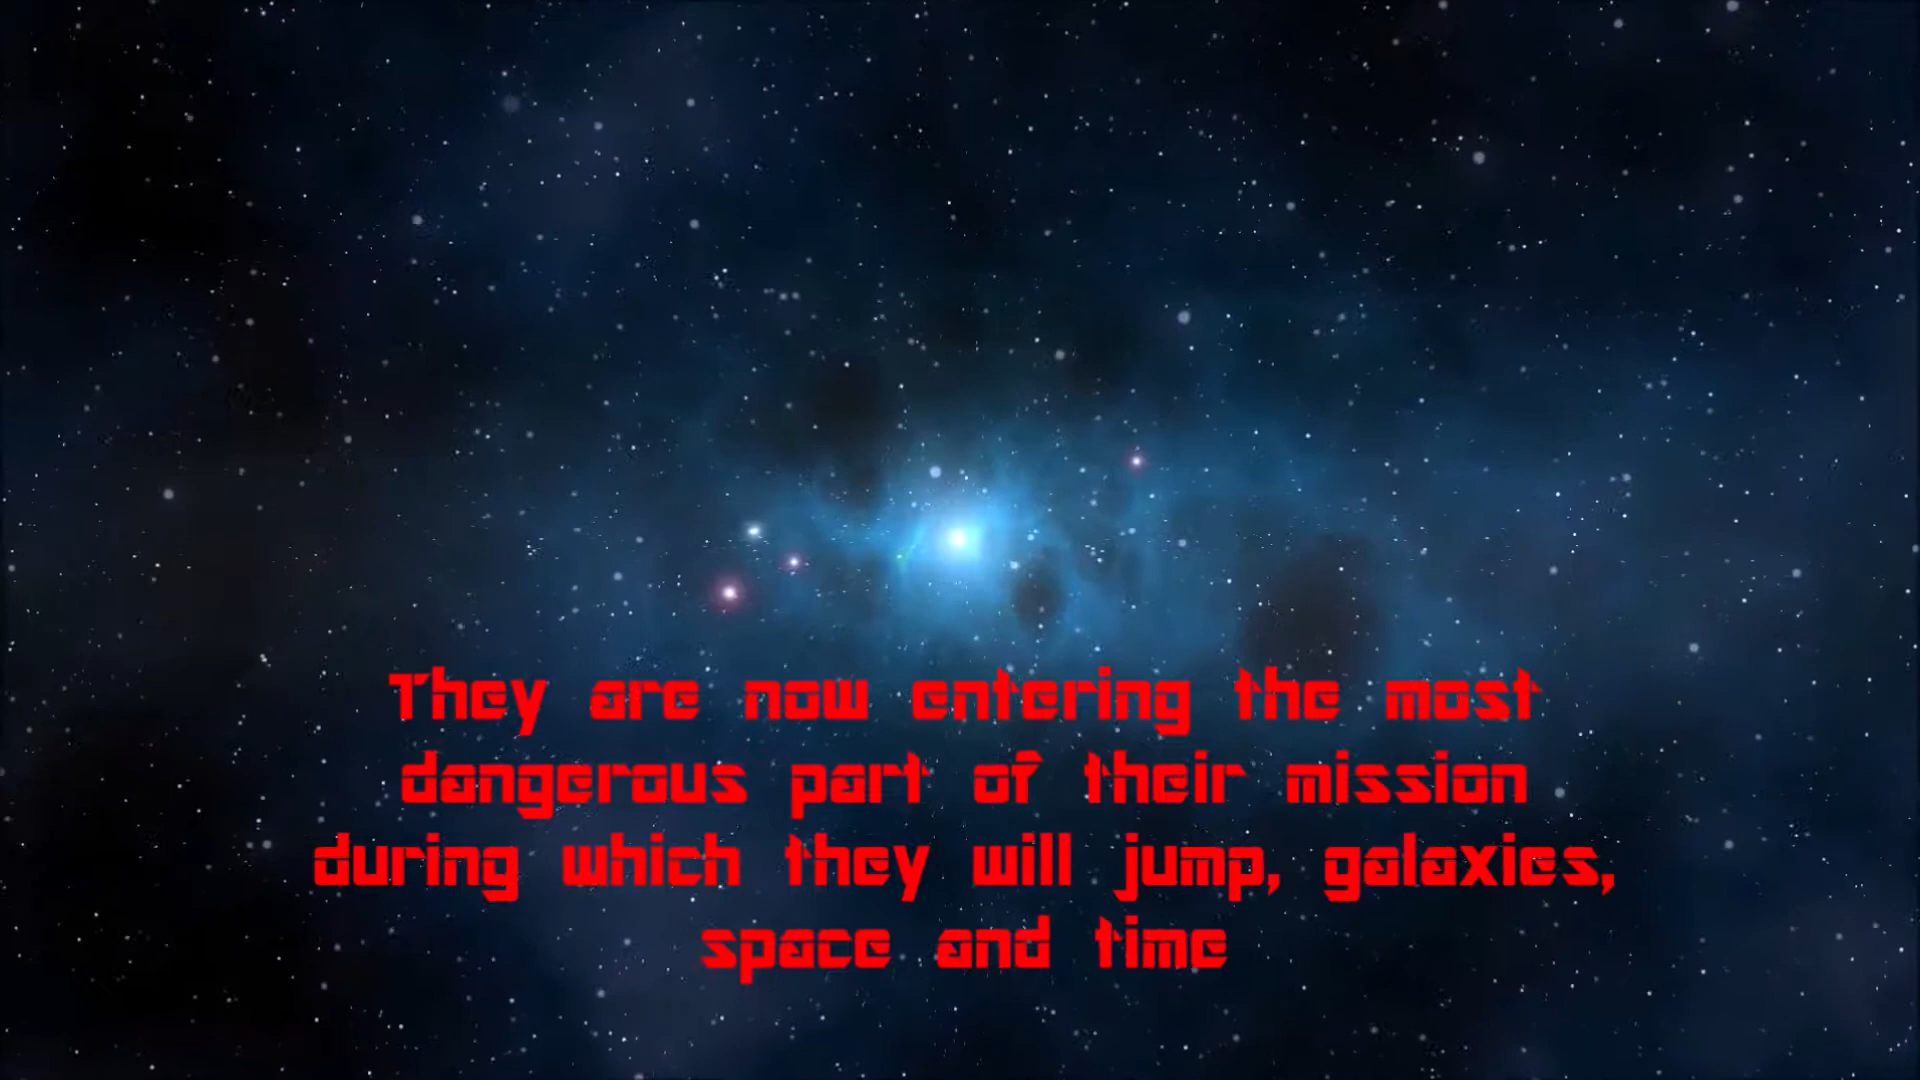 They are now entering the most
dangerous part of their mission
during which they will jump, galaxies,
space and time